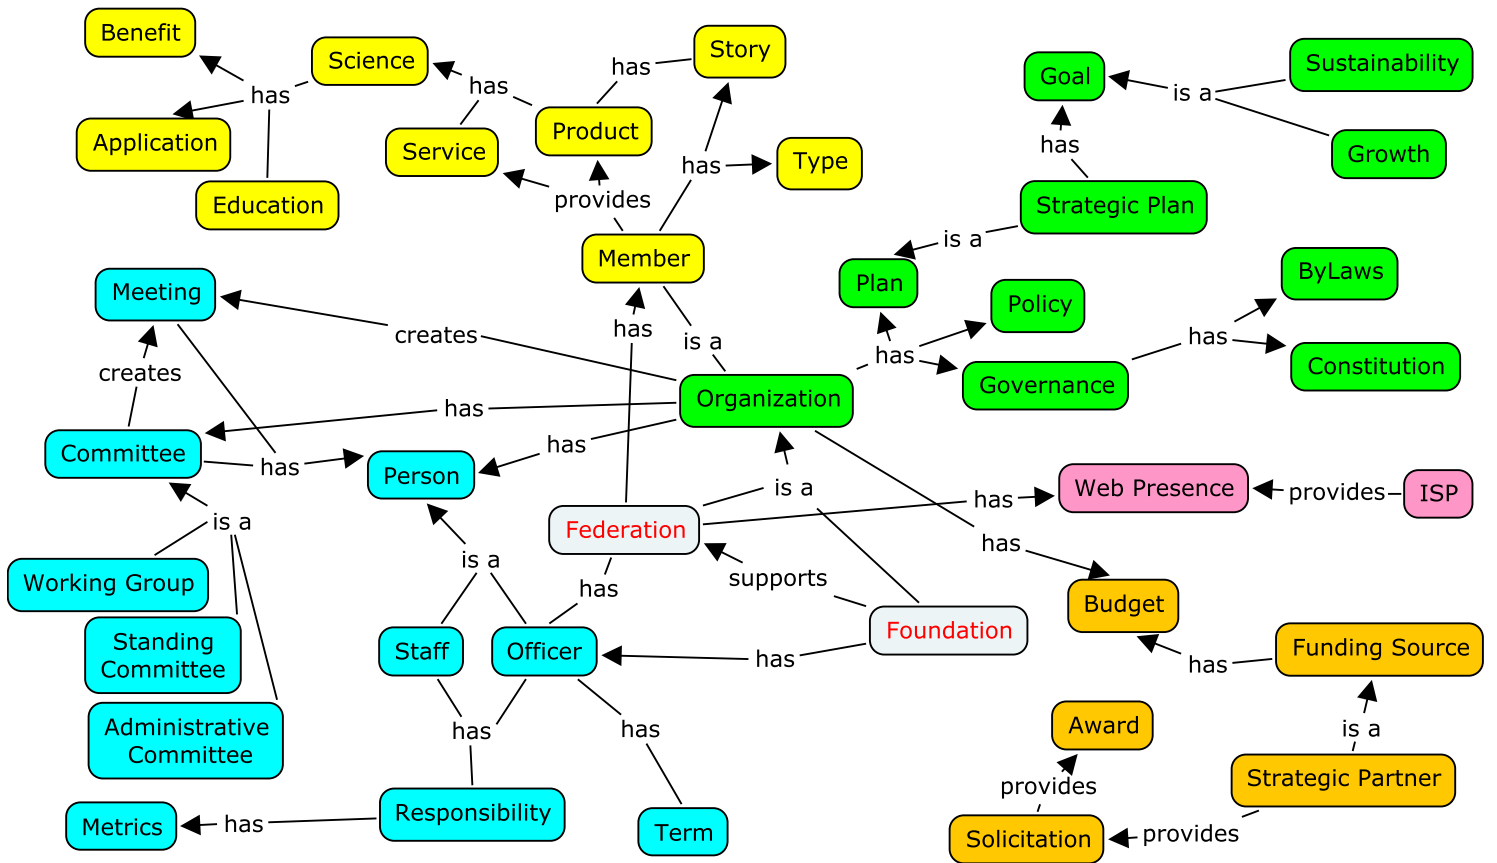 Benefit
Science
Story
has
Goal
Sustainability
is a
has
has
Application
Product
Service
Type
has
Growth
has
Education
provides
Strategic Plan
is a
Member
Plan
ByLaws
Meeting
Policy
creates
has
is a
has
has
Constitution
creates
Organization
Governance
has
Committee
has
has
Person
is a
Web Presence
provides
ISP
has
is a
Federation
has
is a
supports
has
Working Group
Budget
Standing
Committee
Staff
Officer
Foundation
has
has
Funding Source
Administrative
Committee
has
has
Award
is a
provides
Strategic Partner
Metrics
has
Responsibility
Term
Solicitation
provides